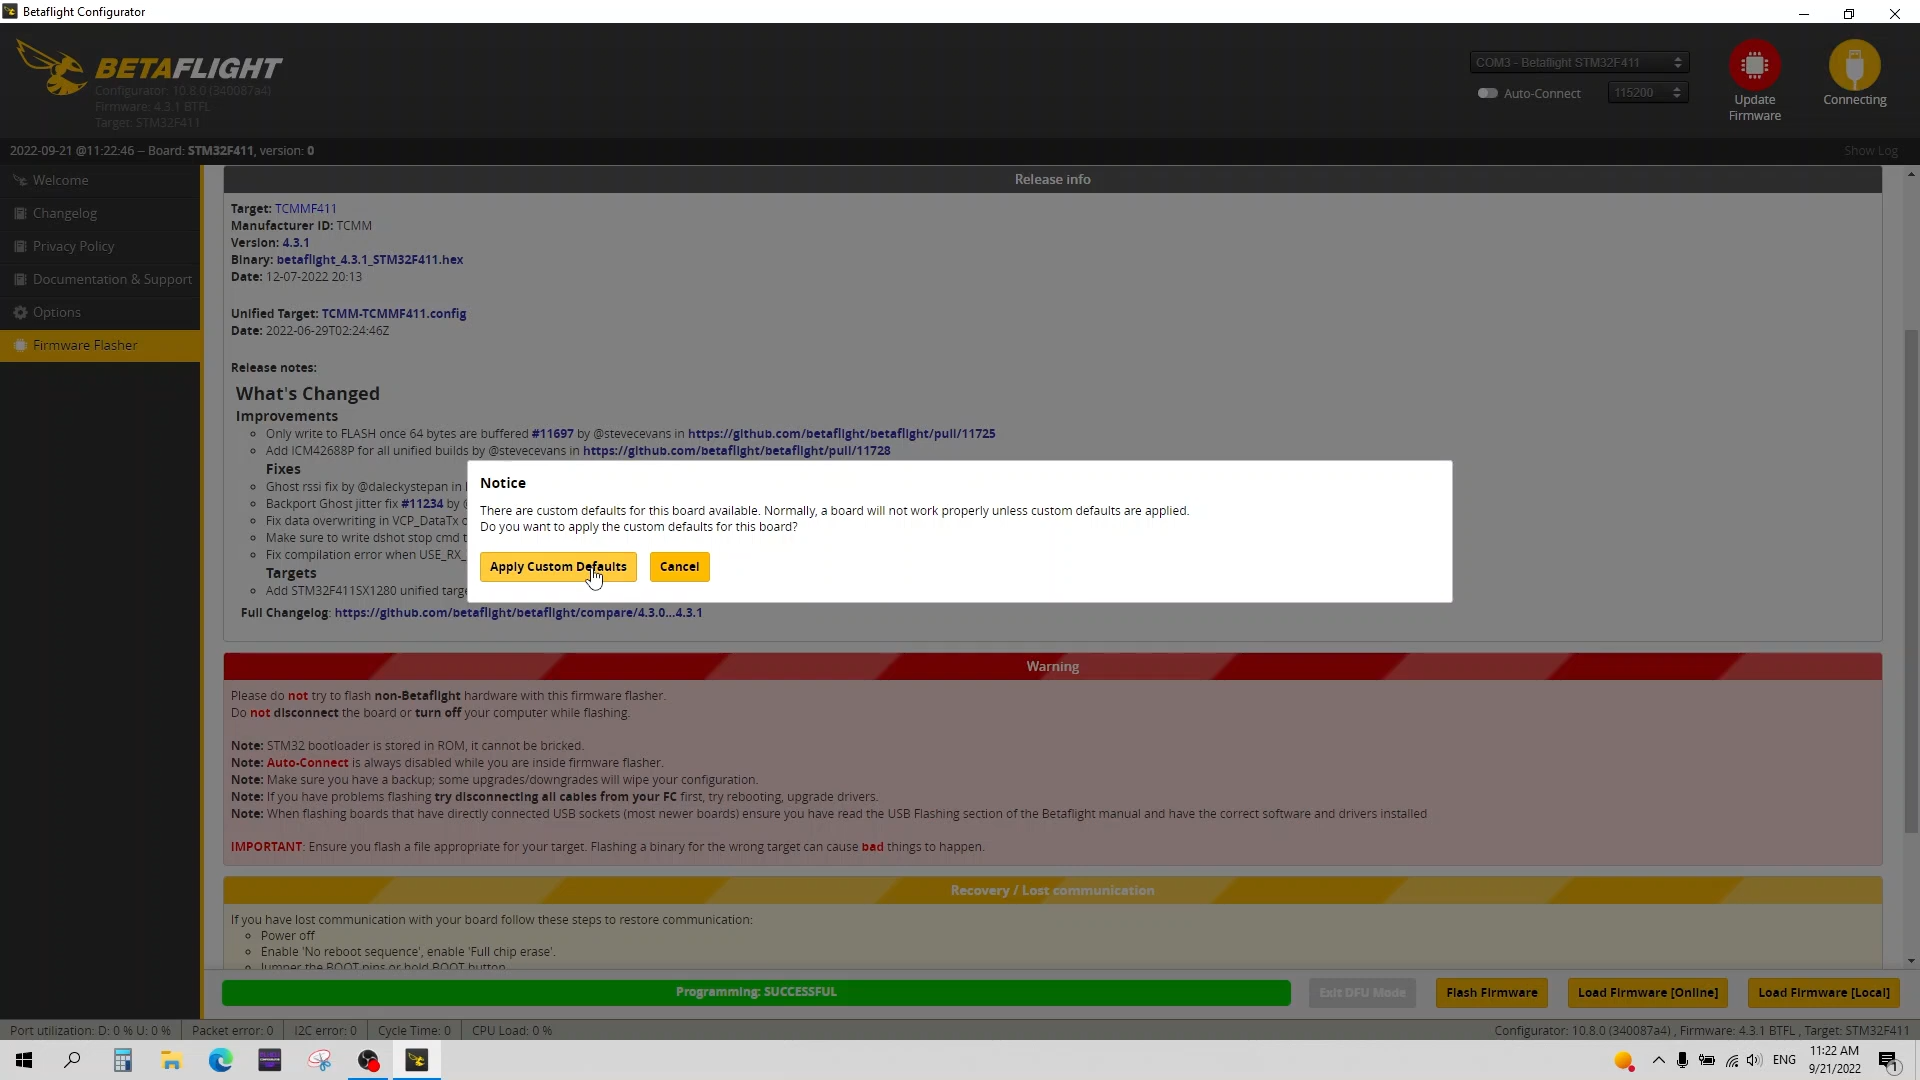 Betaflight Configurator
BETAFLIGHT
Configurator: 10.8.0 (340087a4)
Firmware: 4.3.1 BTFL
Target: STM32F411
COM3 - Betaflight STM32F411
Auto-Connect
115200
Update
Firmware
Connecting
2022-09-21 @11:22:46 -- Board: STM32F411, version: 0
Show Log
Welcome
Changelog
Privacy Policy
Documentation & Support
Options
Firmware Flasher
Release info
Target: TCMMF411
Manufacturer ID: TCMM
Version: 4.3.1
Binary: betaflight_4.3.1_STM32F411.hex
Date: 12-07-2022 20:13
Unified Target: TCMM-TCMMF411.config
Date: 2022-06-29T02:24:46Z
Release notes:
What's Changed
Improvements
Only write to FLASH once 64 bytes are buffered #11697 by @stevecevans in https://github.com/betaflight/betaflight/pull/11725
Add ICM42688P for all unified builds by @stevecevans in https://github.com/betaflight/betaflight/pull/11728
Fixes
Ghost rssi fix by @daleckystepan in
Backport Ghost jitter fix #11234 by
Fix data overwriting in VCP_DataTx
Make sure to write dshot stop cmd
Fix compilation error when USE_RX_
Targets
Add STM32F411SX1280 unified
Full Changelog: https://github.com/betaflight/betaflight/compare/4.3.0...4.3.1
Notice
There are custom defaults for this board available. Normally, a board will not work properly unless custom defaults are applied.
Do you want to apply the custom defaults for this board?
Apply Custom Defaults
Cancel
Warning
Please do not try to flash non-Betaflight hardware with this firmware flasher.
Do not disconnect the board or turn off your computer while flashing.
Note: STM32 bootloader is stored in ROM, it cannot be bricked.
Note: Auto-Connect is always disabled while you are inside firmware flasher.
Note: Make sure you have a backup; some upgrades/downgrades will wipe your configuration.
Note: If you have problems flashing try disconnecting all cables from your FC first, try rebooting, upgrade drivers.
Note: When flashing boards that have directly connected USB sockets (most newer boards) ensure you have read the USB Flashing section of the Betaflight manual and have the correct software and drivers installed
IMPORTANT: Ensure you flash a file appropriate for your target. Flashing a binary for the wrong target can cause bad things to happen.
Recovery / Lost communication
If you have lost communication with your board follow these steps to restore communication:
Power off
Enable 'No reboot sequence', enable 'Full chip erase'.
Jumper the BOOT pins or hold BOOT button
Programming: SUCCESSFUL
Exit DFU Mode
Flash Firmware
Load Firmware [Online]
Load Firmware [Local]
Port utilization: D: 0 % U: 0 %
Packet error: 0
I2C error: 0
Cycle Time: 0
CPU Load: 0 %
Configurator: 10.8.0 (340087a4) , Firmware: 4.3.1 BTFL , Target: STM32F411
ENG
11:22 AM
9/21/2022
1